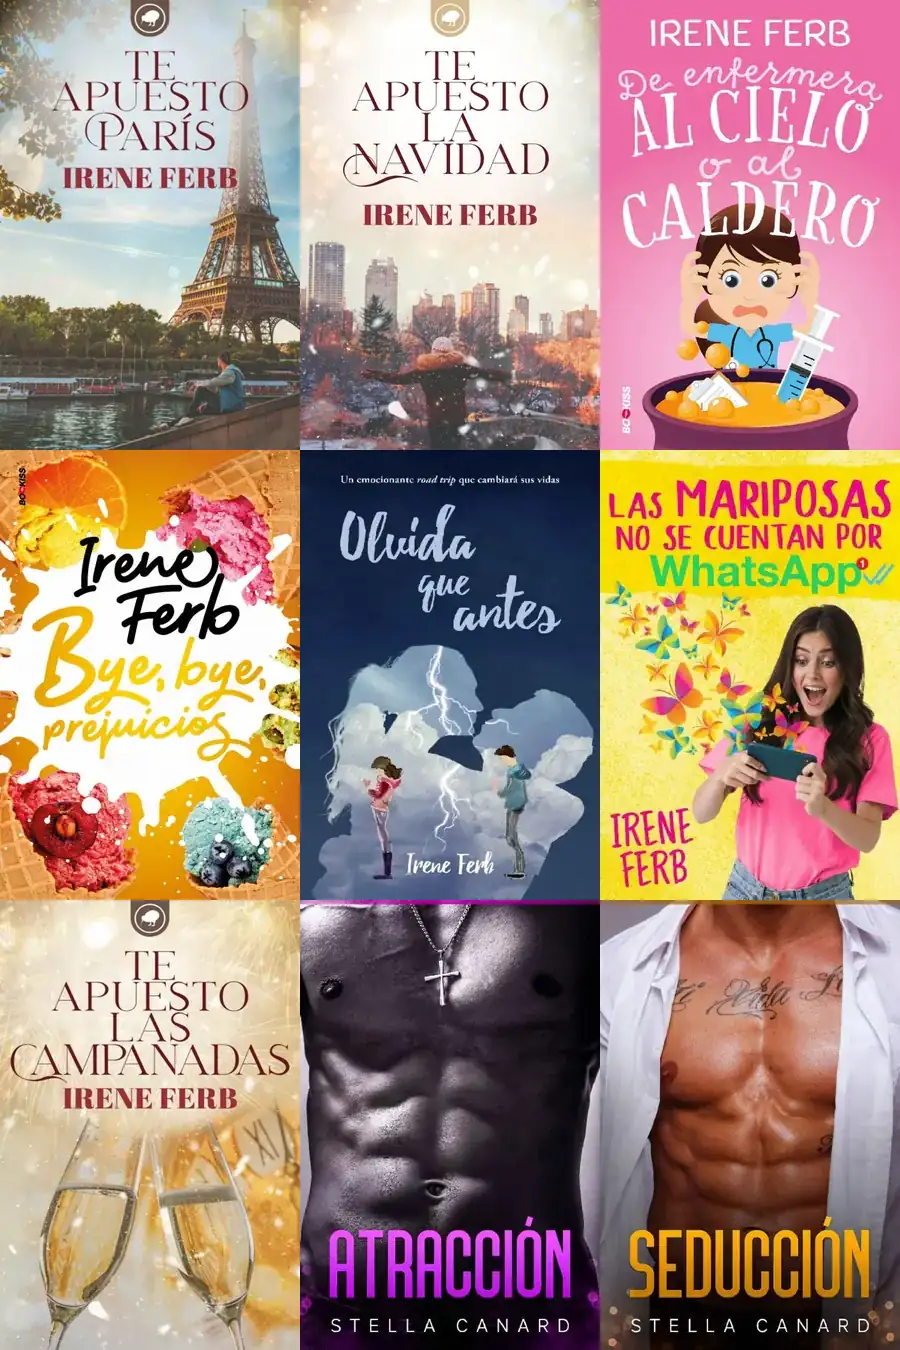 TE
APUESTO
PARÍS
IRENE FERB
TE
APUESTO
LA
NAVIDAD
IRENE FERB
IRENE FERB
De enfermera
AL CIELO
o al
CALDERO
BOOKISS
BOOKISS
Irene
Ferb
Bye, bye,
prejuicios
Un emocionante road trip que cambiará sus vidas
Olvida
que
antes
Irene Ferb
LAS MARIPOSAS
NO SE CUENTAN POR
WhatsApp
1
IRENE
FERB
TE
APUESTO
LAS
CAMPANADAS
IRENE FERB
XI
ATRACCIÓN
STELLA CANARD
SEDUCCIÓN
STELLA CANARD